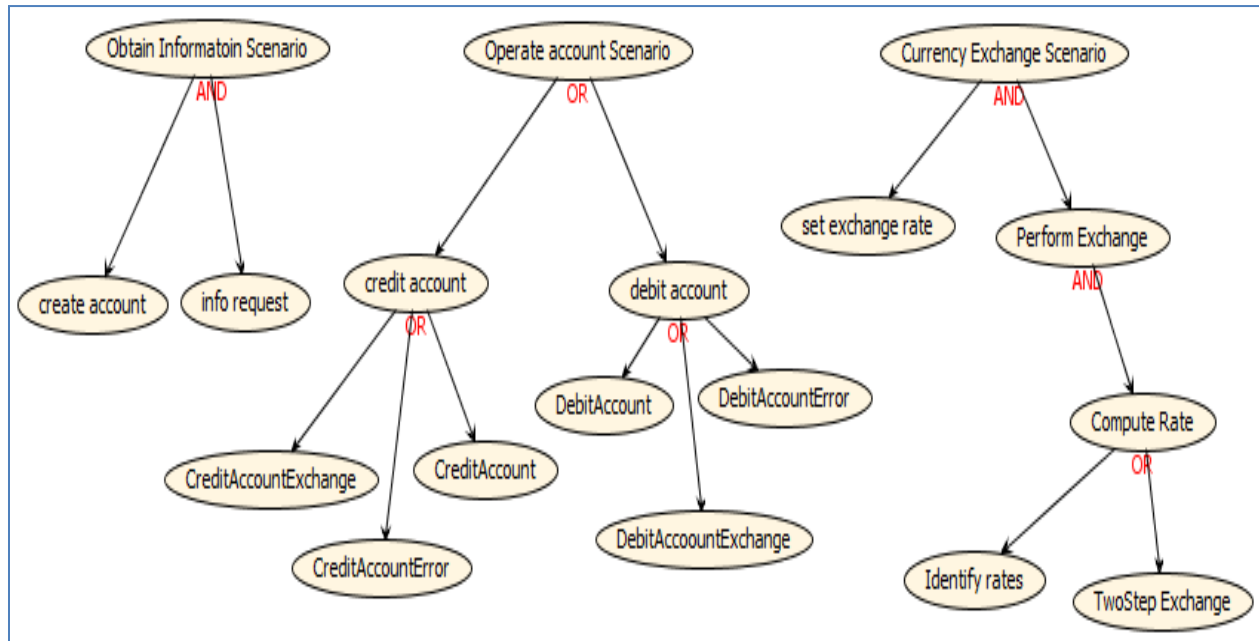 Obtain Informatoin Scenario
AND
create account
info request
Operate account Scenario
OR
credit account
OR
CreditAccountExchange
CreditAccount
CreditAccountError
debit account
OR
DebitAccount
DebitAccountError
DebitAccoountExchange
Currency Exchange Scenario
AND
set exchange rate
Perform Exchange
AND
Compute Rate
OR
Identify rates
TwoStep Exchange